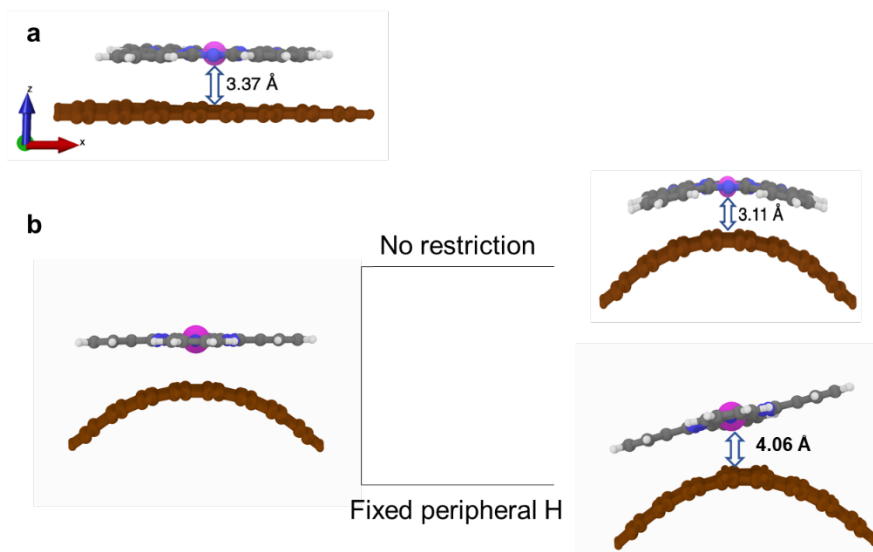 a
3.37 Å
z
x
b
No restriction
3.11 Å
4.06 Å
Fixed peripheral H